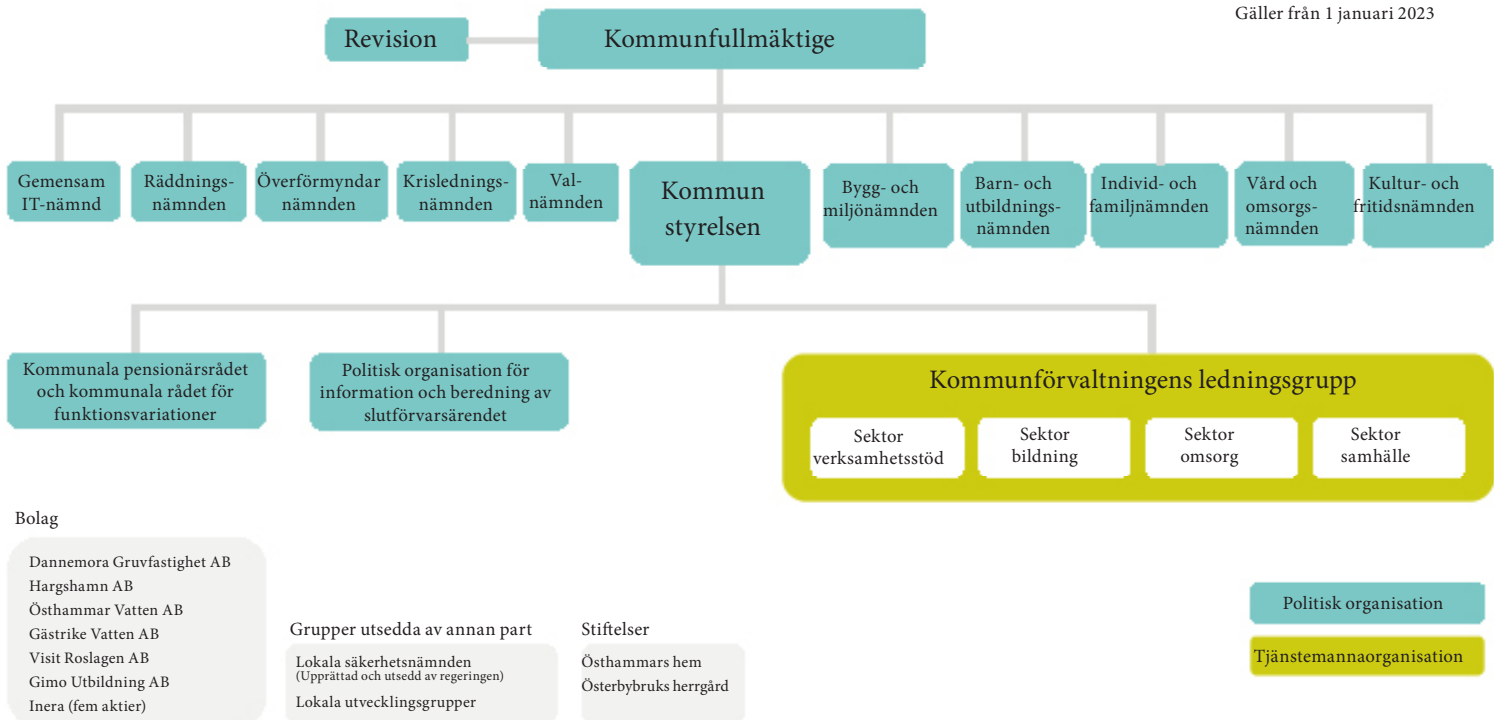 Gäller från 1 januari 2023
Revision
Kommunfullmäktige
Gemensam
IT-nämnd
Räddnings-
nämnden
Överförmyndar
nämnden
Krislednings-
nämnden
Val-
nämnden
Kommun
styrelsen
Bygg- och
miljönämnden
Barn- och
utbildnings-
nämnden
Individ- och
familjnämnden
Vård och
omsorgs-
nämnden
Kultur- och
fritidsnämnden
Kommunala pensionärsrådet
och kommunala rådet för
funktionsvariationer
Politisk organisation för
information och beredning av
slutförvarsärendet
Kommunförvaltningens ledningsgrupp
Sektor
verksamhetsstöd
Sektor
bildning
Sektor
omsorg
Sektor
samhälle
Bolag
Dannemora Gruvfastighet AB
Hargshamn AB
Östhammar Vatten AB
Gästrike Vatten AB
Visit Roslagen AB
Gimo Utbildning AB
Inera (fem aktier)
Grupper utsedda av annan part
Lokala säkerhetsnämnden
(Upprättad och utsedd av regeringen)
Lokala utvecklingsgrupper
Stiftelser
Östhammars hem
Österbybruks herrgård
Politisk organisation
Tjänstemannaorganisation